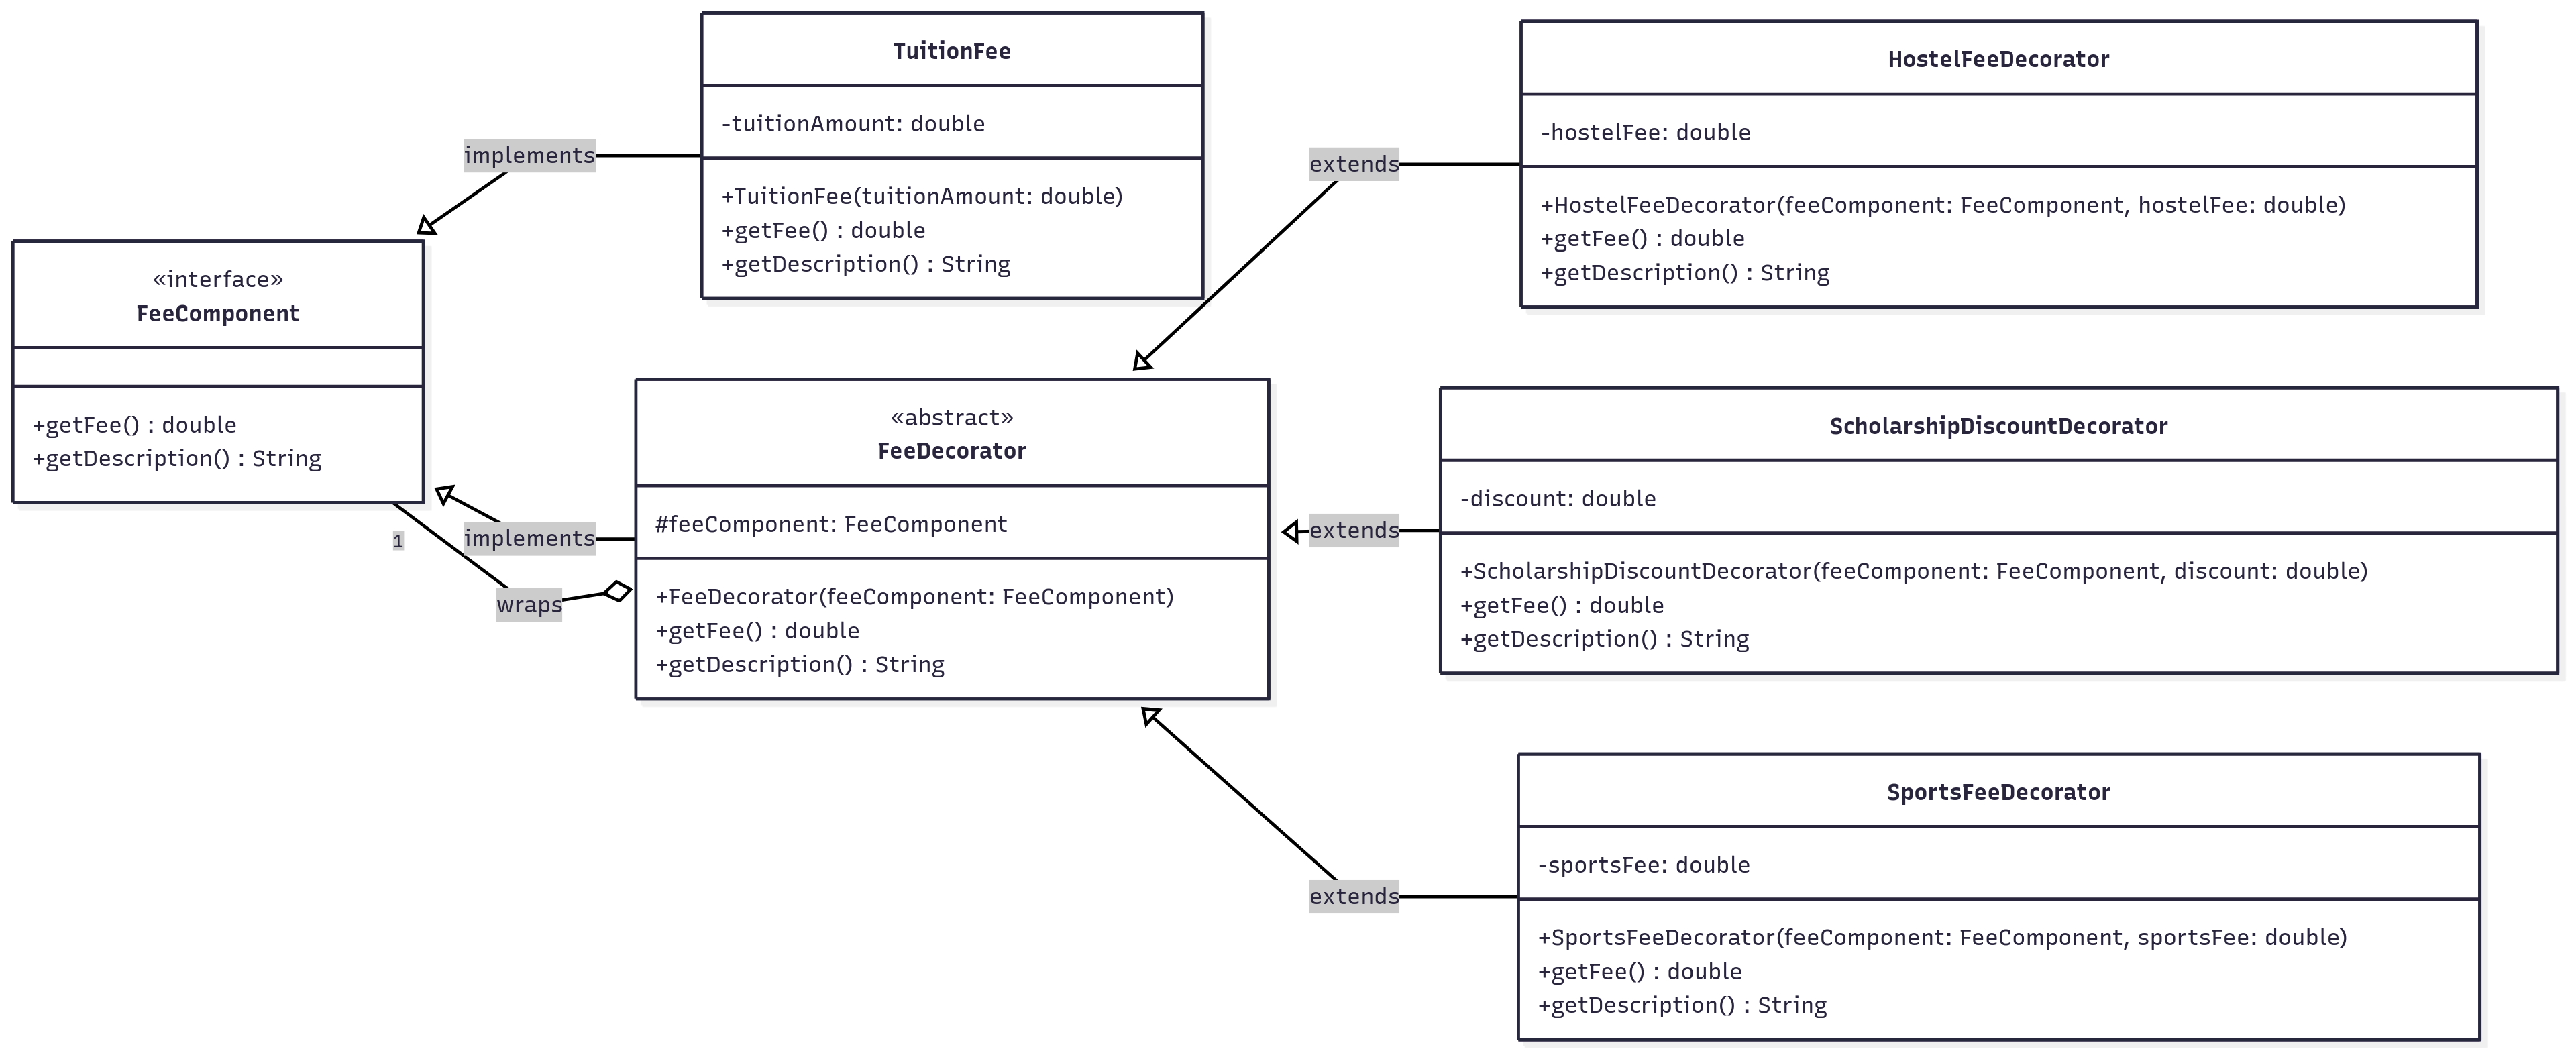 TuitionFee
-tuitionAmount: double
+TuitionFee(tuitionAmount: double)
+getFee() : double
+getDescription() : String
HostelFeeDecorator
-hostelFee: double
+HostelFeeDecorator(feeComponent: FeeComponent, hostelFee: double)
+getFee() : double
+getDescription() : String
implements
extends
«interface»
FeeComponent
+getFee() : double
+getDescription() : String
«abstract»
FeeDecorator
#feeComponent: FeeComponent
+FeeDecorator(feeComponent: FeeComponent)
+getFee() : double
+getDescription() : String
implements
1
wraps
extends
ScholarshipDiscountDecorator
-discount: double
+ScholarshipDiscountDecorator(feeComponent: FeeComponent, discount: double)
+getFee() : double
+getDescription() : String
extends
SportsFeeDecorator
-sportsFee: double
+SportsFeeDecorator(feeComponent: FeeComponent, sportsFee: double)
+getFee() : double
+getDescription() : String